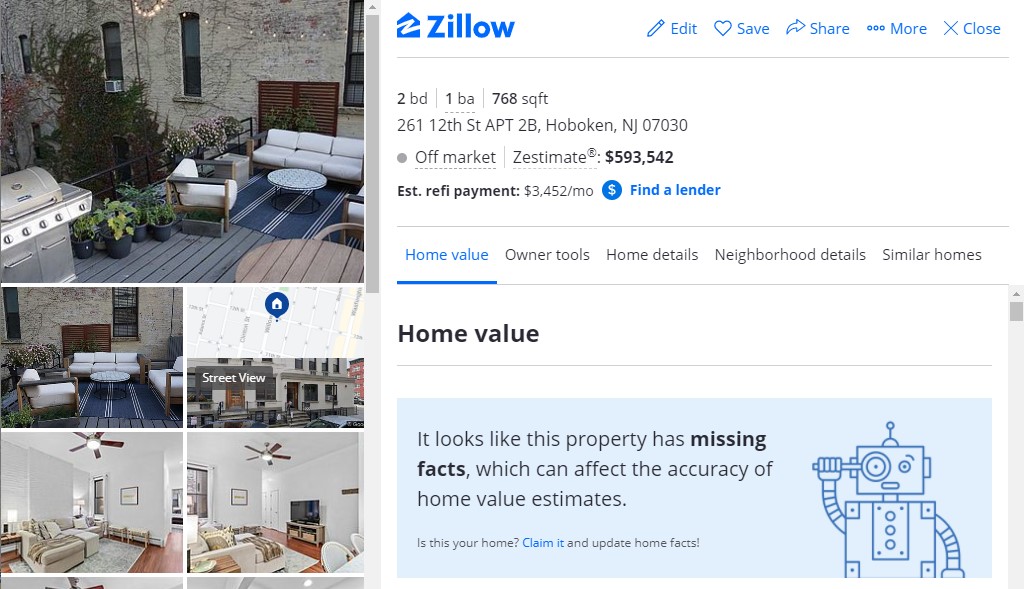 Zillow
Edit
Save
Share
More
Close
2 bd
1 ba
768 sqft
261 12th St APT 2B, Hoboken, NJ 07030
Off market
Zestimate®: $593,542
Est. refi payment: $3,452/mo
$
Find a lender
Home value
Owner tools
Home details
Neighborhood details
Similar homes
Home value
It looks like this property has missing
facts, which can affect the accuracy of
home value estimates.
Is this your home? Claim it and update home facts!
Street View